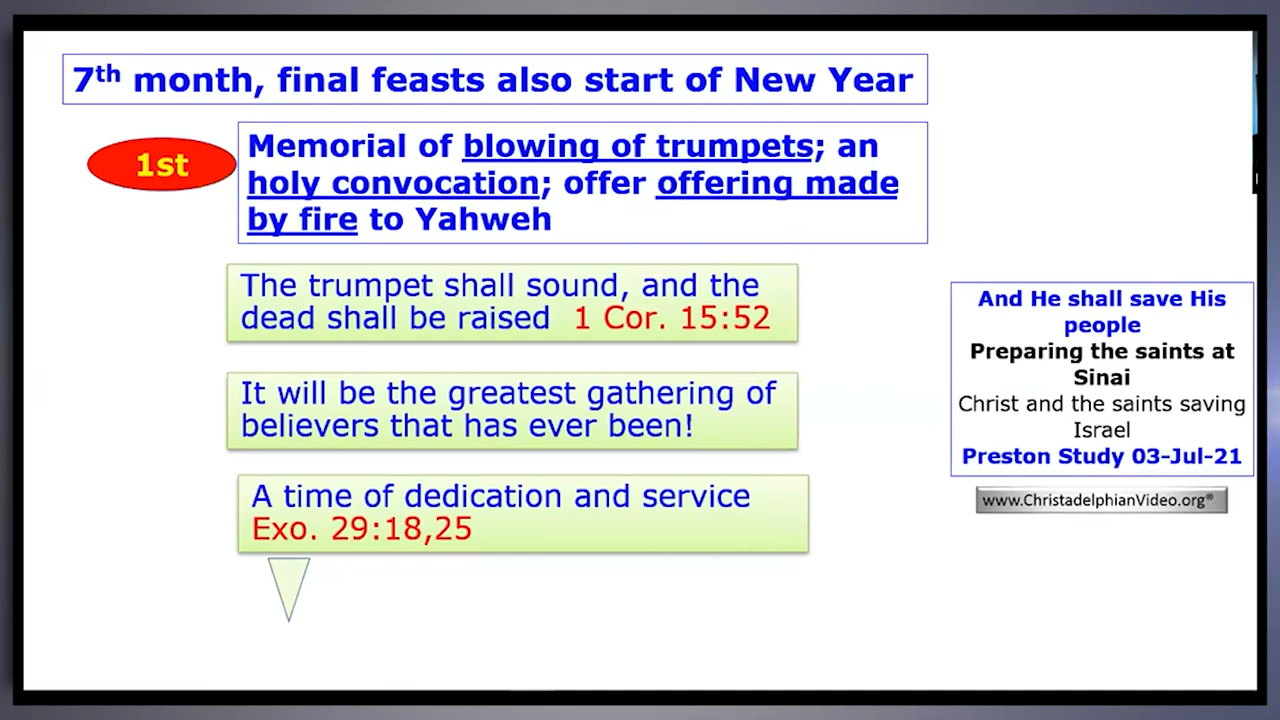 7th month, final feasts also start of New Year
1st
Memorial of blowing of trumpets; an
holy convocation; offer offering made
by fire to Yahweh
The trumpet shall sound, and the
dead shall be raised 1 Cor. 15:52
It will be the greatest gathering of
believers that has ever been!
A time of dedication and service
Exo. 29:18,25
And He shall save His
people
Preparing the saints at
Sinai
Christ and the saints saving
Israel
Preston Study 03-Jul-21
www.ChristadelphianVideo.org®